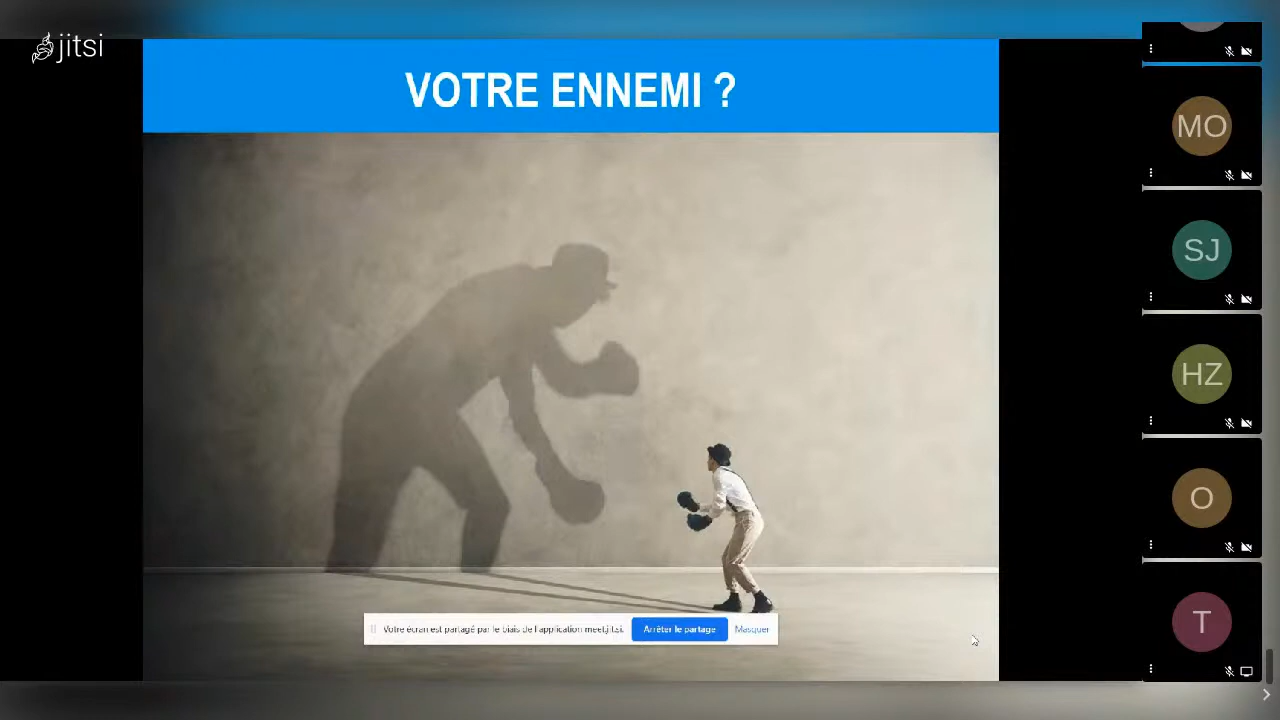 jitsi
VOTRE ENNEMI ?
MO
SJ
HZ
O
T
Votre écran est partagé par le biais de l'application meet.jit.si. Arrêter le partage Masquer